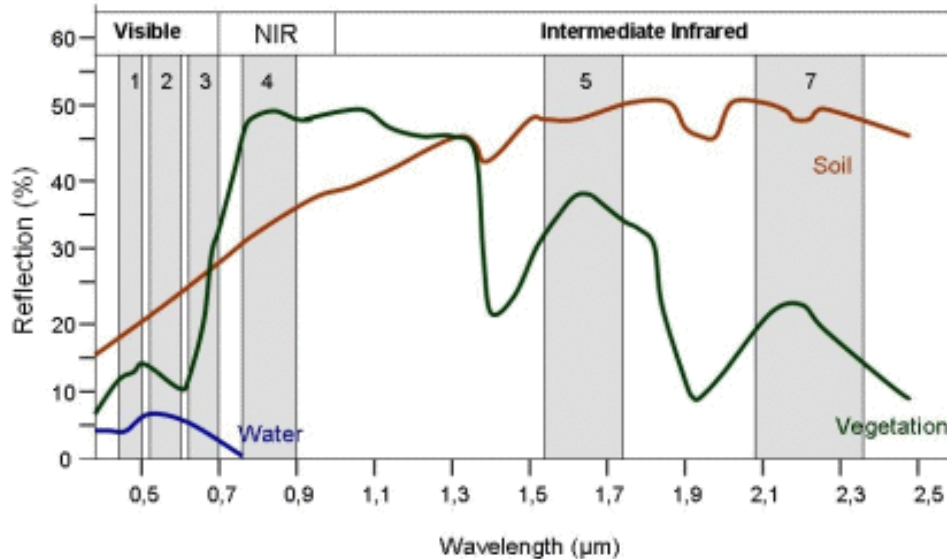 Visible NIR Intermediate Infrared
60
1 2 3 4 5 7
50
Soil
40
30
20
10
Water
Vegetation
0
0,5 0,7 0,9 1,1 1,3 1,5 1,7 1,9 2,1 2,3 2,5
Reflection (%)
Wavelength (µm)